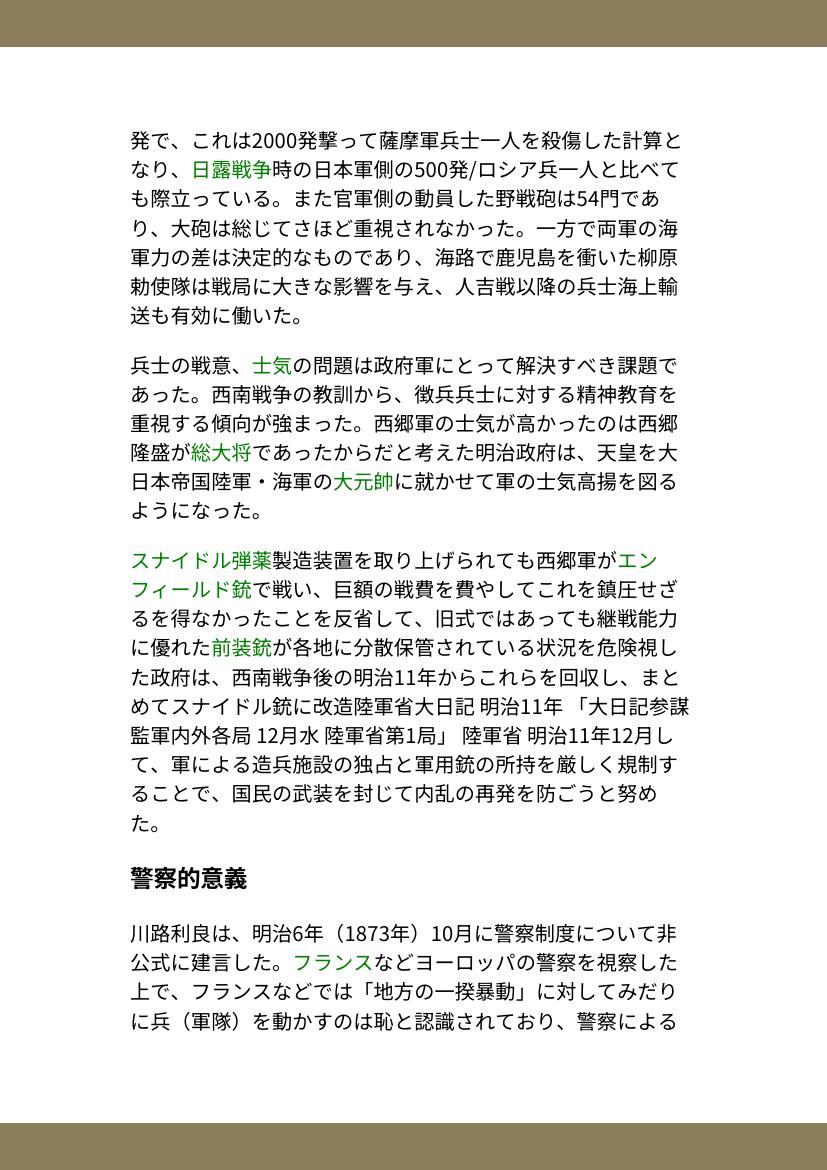 発で、これは2000発撃って薩摩軍兵士一人を殺傷した計算と
なり、日露戦争時の日本軍側の500発/ロシア兵一人と比べて
も際立っている。また官軍側の動員した野戦砲は54門であ
り、大砲は総じてさほど重視されなかった。一方で両軍の海
軍力の差は決定的なものであり、海路で鹿児島を衝いた柳原
勅使隊は戦局に大きな影響を与え、人吉戦以降の兵士海上輸
送も有効に働いた。
兵士の戦意、士気の問題は政府軍にとって解決すべき課題で
あった。西南戦争の教訓から、徴兵兵士に対する精神教育を
重視する傾向が強まった。西郷軍の士気が高かったのは西郷
隆盛が総大将であったからだと考えた明治政府は、天皇を大
日本帝国陸軍・海軍の大元帥に就かせて軍の士気高揚を図る
ようになった。
スナイドル弾薬製造装置を取り上げられても西郷軍がエン
フィールド銃で戦い、巨額の戦費を費やしてこれを鎮圧せざ
るを得なかったことを反省して、旧式ではあっても継戦能力
に優れた前装銃が各地に分散保管されている状況を危険視し
た政府は、西南戦争後の明治11年からこれらを回収し、まと
めてスナイドル銃に改造陸軍省大日記 明治11年 「大日記参謀
監軍内外各局 12月水 陸軍省第1局」 陸軍省 明治11年12月し
て、軍による造兵施設の独占と軍用銃の所持を厳しく規制す
ることで、国民の武装を封じて内乱の再発を防ごうと努め
た。
警察的意義
川路利良は、明治6年（1873年）10月に警察制度について非
公式に建言した。フランスなどヨーロッパの警察を視察した
上で、フランスなどでは「地方の一揆暴動」に対してみだり
に兵（軍隊）を動かすのは恥と認識されており、警察による